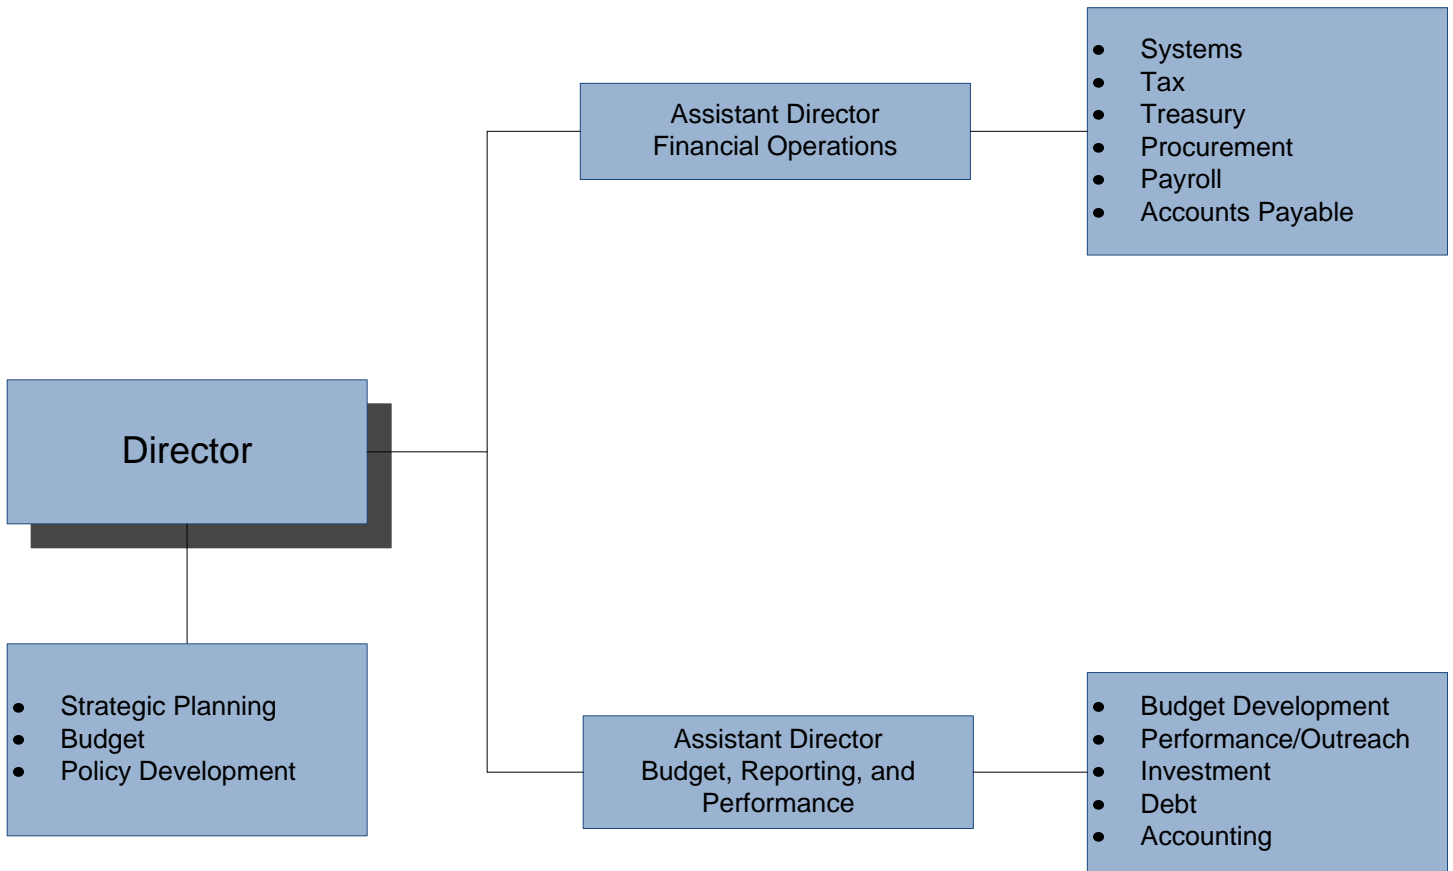 Director
• Strategic Planning
• Budget
• Policy Development
Assistant Director
Financial Operations
• Systems
• Tax
• Treasury
• Procurement
• Payroll
• Accounts Payable
Assistant Director
Budget, Reporting, and
Performance
• Budget Development
• Performance/Outreach
• Investment
• Debt
• Accounting